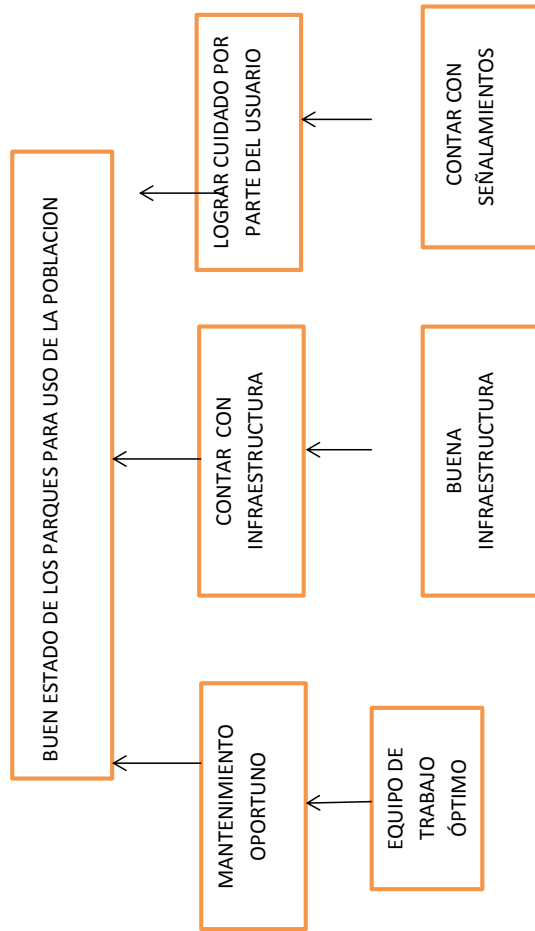 BUEN ESTADO DE LOS PARQUES PARA USO DE LA POBLACION
MANTENIMIENTO
OPORTUNO
CONTAR CON
INFRAESTRUCTURA
LOGRAR CUIDADO POR
PARTE DEL USUARIO
EQUIPO DE
TRABAJO
ÓPTIMO
BUENA
INFRAESTRUCTURA
CONTAR CON
SEÑALAMIENTOS